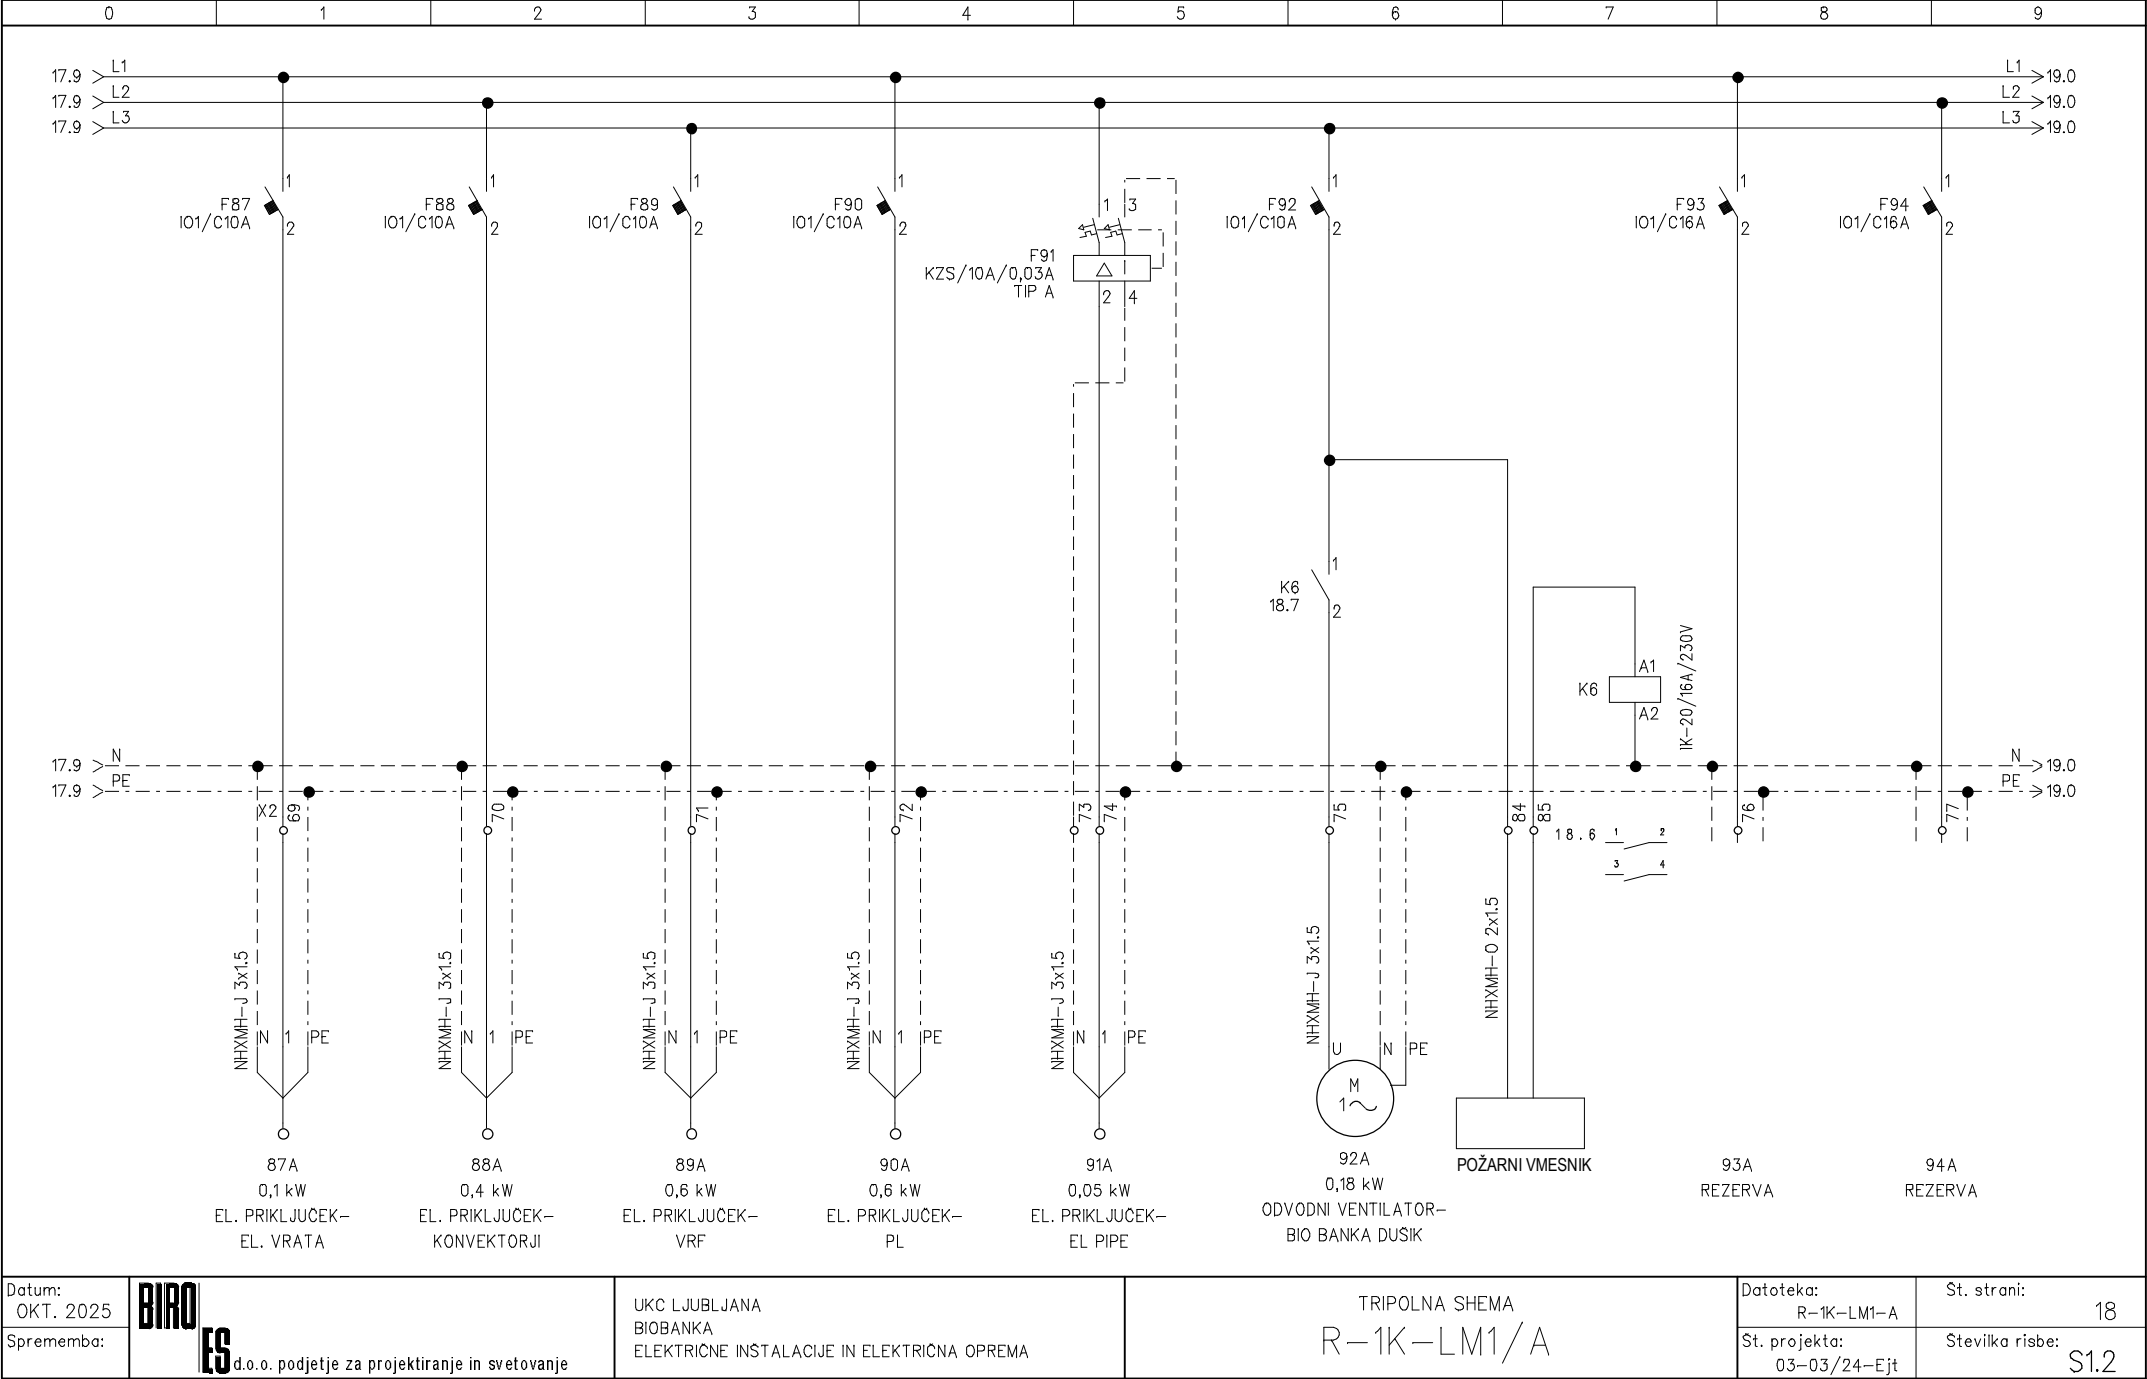 0 1 2 3 4 5 6 7 8 9
17.9 L1 L1 19.0
17.9 L2 L2 19.0
17.9 L3 L3 19.0
1
F87
I01/C10A
2
1
F88
I01/C10A
2
1
F89
I01/C10A
2
1
F90
I01/C10A
2
1 3
F91
KZS/10A/0,03A
TIP A
2 4
1
F92
I01/C10A
2
1
F93
I01/C16A
2
1
F94
I01/C16A
2
1
K6
18.7
2
A1
K6
A2
IK-20/16A/230V
17.9 N N 19.0
17.9 PE PE 19.0
X2 69 70 71 72 73 74 75 84 85 76 77
18.6 1 2
3 4
NHXMH-J 3x1.5
N 1 PE
NHXMH-J 3x1.5
N 1 PE
NHXMH-J 3x1.5
N 1 PE
NHXMH-J 3x1.5
N 1 PE
NHXMH-J 3x1.5
N 1 PE
NHXMH-J 3x1.5
U N PE
M
1
NHXMH-O 2x1.5
87A
0,1 kW
EL. PRIKLJUČEK-
EL. VRATA
88A
0,4 kW
EL. PRIKLJUČEK-
KONVEKTORJI
89A
0,6 kW
EL. PRIKLJUČEK-
VRF
90A
0,6 kW
EL. PRIKLJUČEK-
PL
91A
0,05 kW
EL. PRIKLJUČEK-
EL PIPE
92A
0,18 kW
ODVODNI VENTILATOR-
BIO BANKA DUŠIK
POŽARNI VMESNIK
93A
REZERVA
94A
REZERVA
Datum:
OKT. 2025
Sprememba:
BIRO
ES d.o.o. podjetje za projektiranje in svetovanje
UKC LJUBLJANA
BIOBANKA
ELEKTRIČNE INŠTALACIJE IN ELEKTRIČNA OPREMA
TRIPOLNA SHEMA
R-1K-LM1/A
Datoteka:
R-1K-LM1-A
Št. projekta:
03-03/24-Ejt
Št. strani:
18
Številka risbe:
S1.2